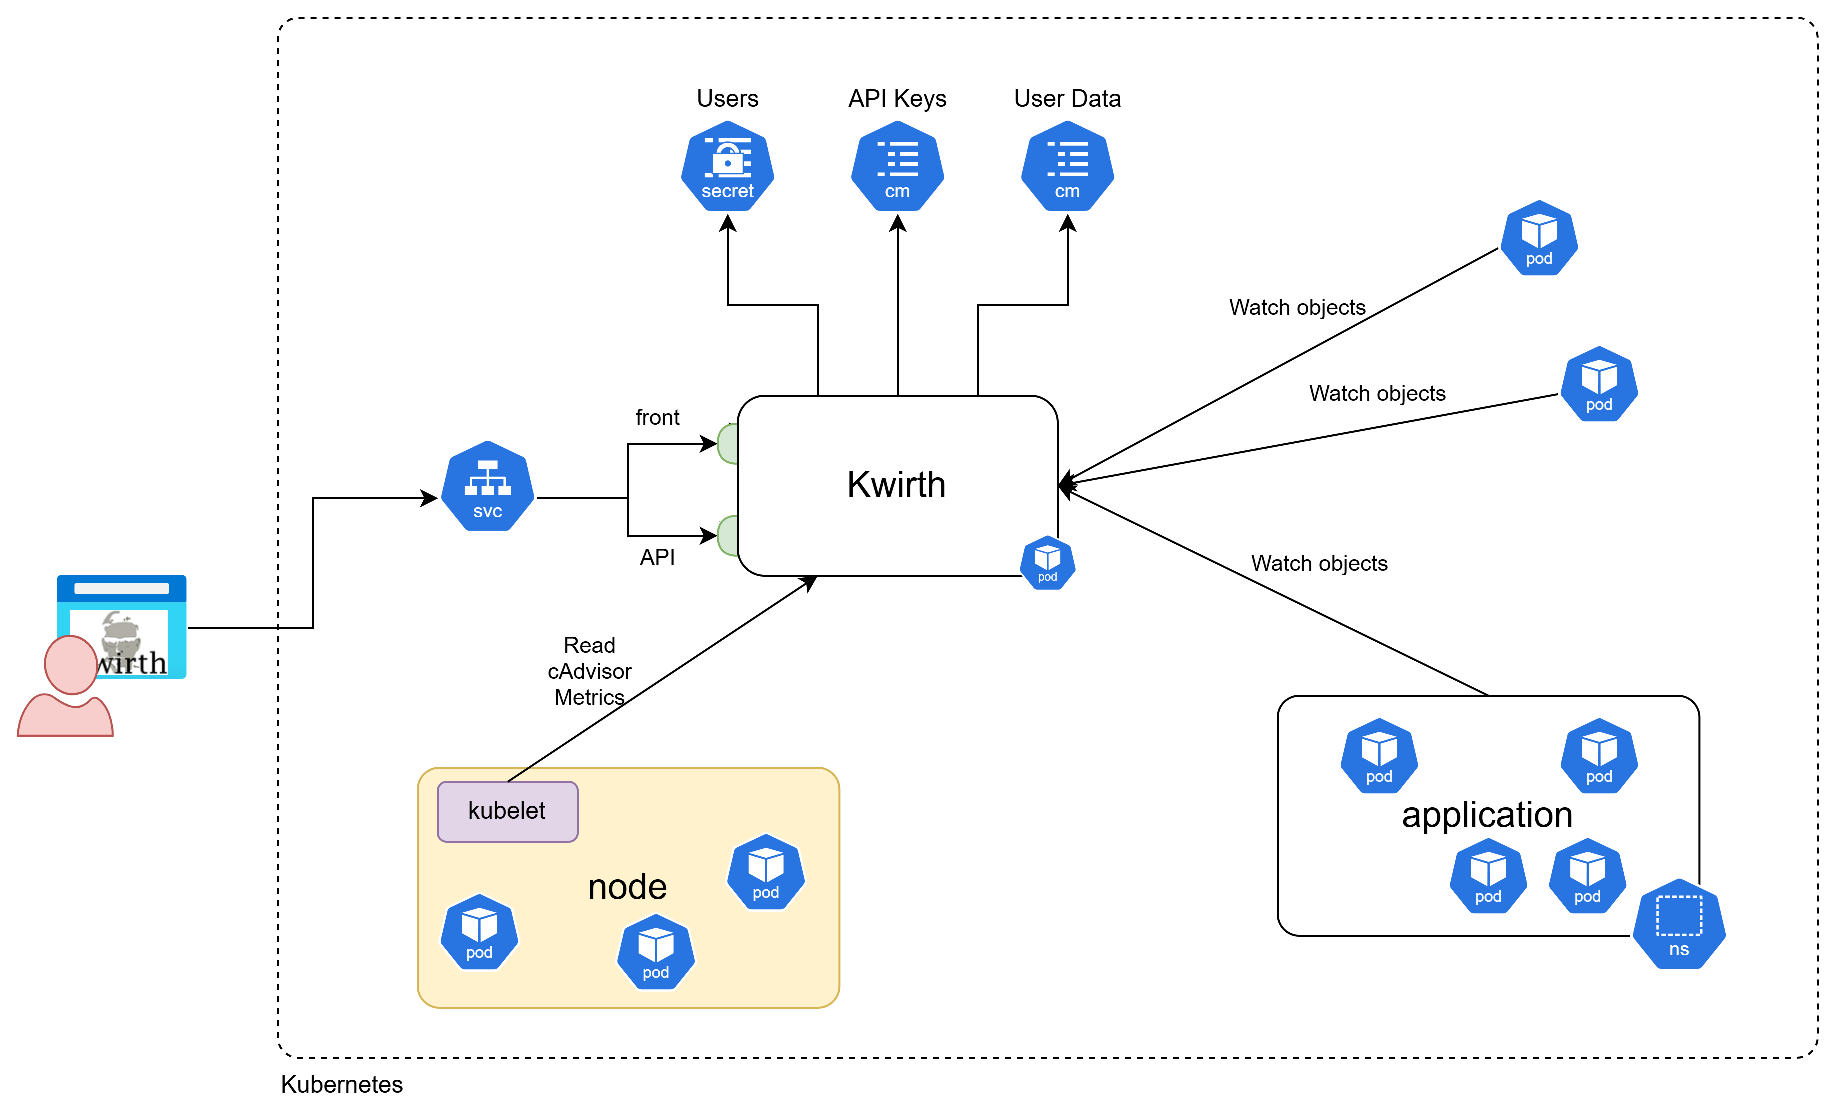 Users
API Keys
User Data
secret
cm
cm
pod
Watch objects
pod
Watch objects
front
Kwirth
svc
API
pod
Watch objects
wirth
Read
cAdvisor
Metrics
kubelet
node
pod
pod
pod
pod
pod
application
pod
pod
ns
Kubernetes